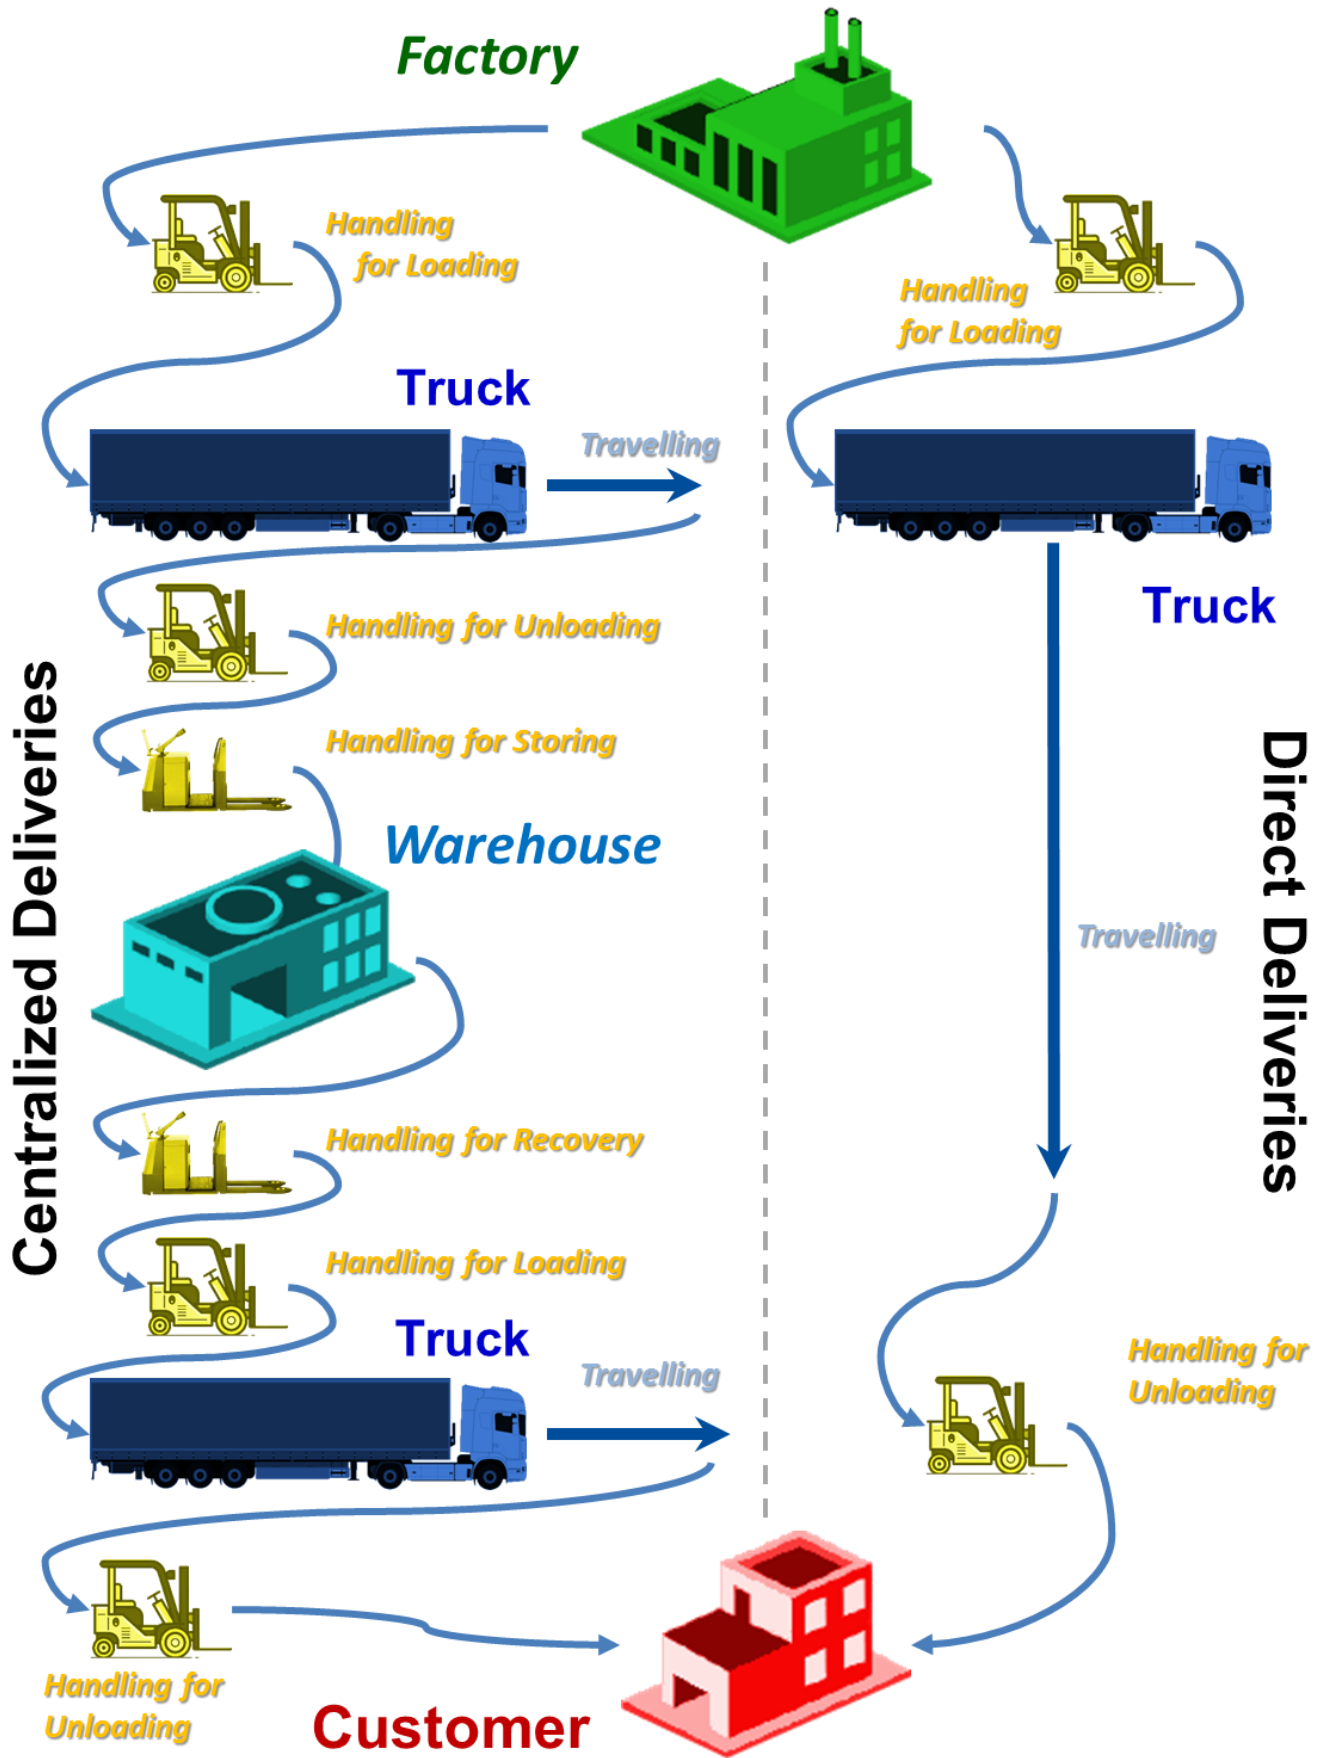 Factory
Handling
for Loading
Handling
for Loading
Truck
Travelling
Truck
Handling for Unloading
Handling for Storing
Centralized Deliveries
Direct Deliveries
Warehouse
Travelling
Handling for Recovery
Handling for Loading
Truck
Travelling
Handling for
Unloading
Handling for
Unloading
Customer